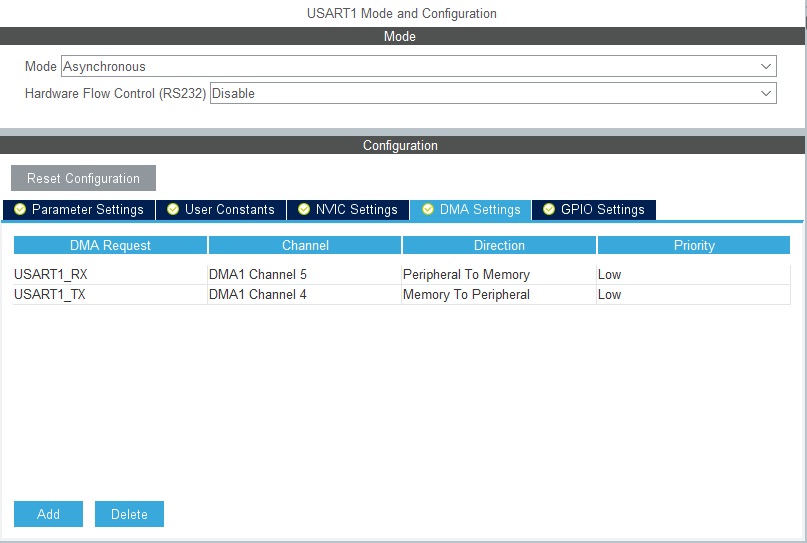 USART1 Mode and Configuration
Mode
Mode Asynchronous
Hardware Flow Control (RS232) Disable
Configuration
Reset Configuration
Parameter Settings User Constants NVIC Settings DMA Settings GPIO Settings
DMA Request Channel Direction Priority
USART1_RX DMA1 Channel 5 Peripheral To Memory Low
USART1_TX DMA1 Channel 4 Memory To Peripheral Low
Add Delete